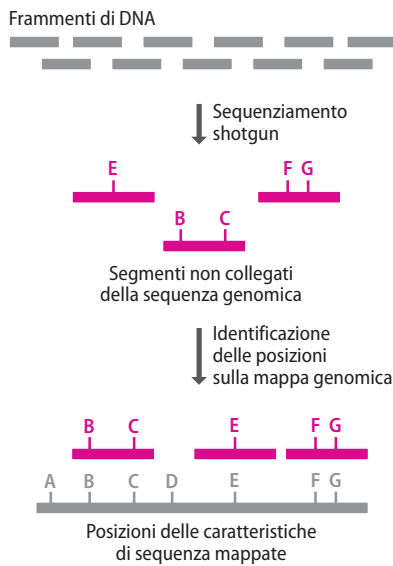 Frammenti di DNA
Sequenziamento
shotgun
E
F G
B C
Segmenti non collegati
della sequenza genomica
Identificazione
delle posizioni
sulla mappa genomica
B C E F G
A B C D E F G
Posizioni delle caratteristiche
di sequenza mappate